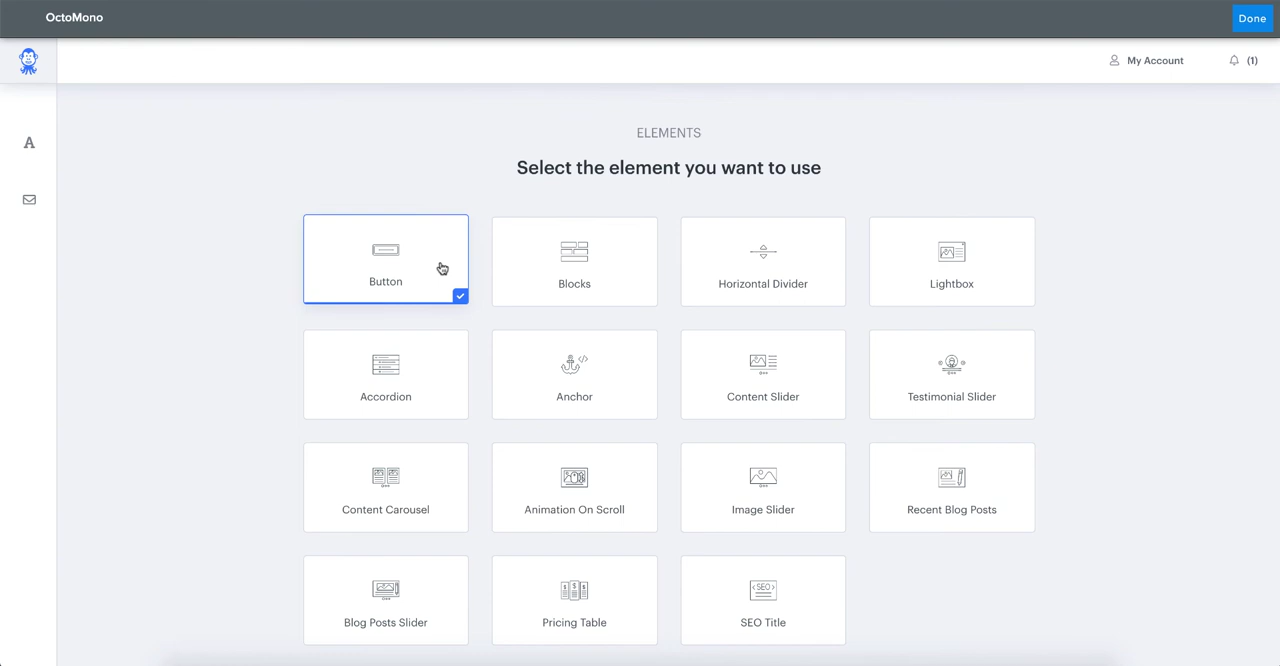 OctoMono
Done
My Account
(1)
A
ELEMENTS
Select the element you want to use
Button
Blocks
Horizontal Divider
Lightbox
Accordion
Anchor
Content Slider
Testimonial Slider
Content Carousel
Animation On Scroll
Image Slider
Recent Blog Posts
Blog Posts Slider
Pricing Table
SEO Title